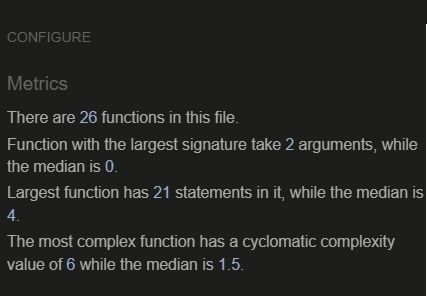 CONFIGURE
Metrics
There are 26 functions in this file.
Function with the largest signature take 2 arguments, while
the median is 0.
Largest function has 21 statements in it, while the median is
4.
The most complex function has a cyclomatic complexity
value of 6 while the median is 1.5.